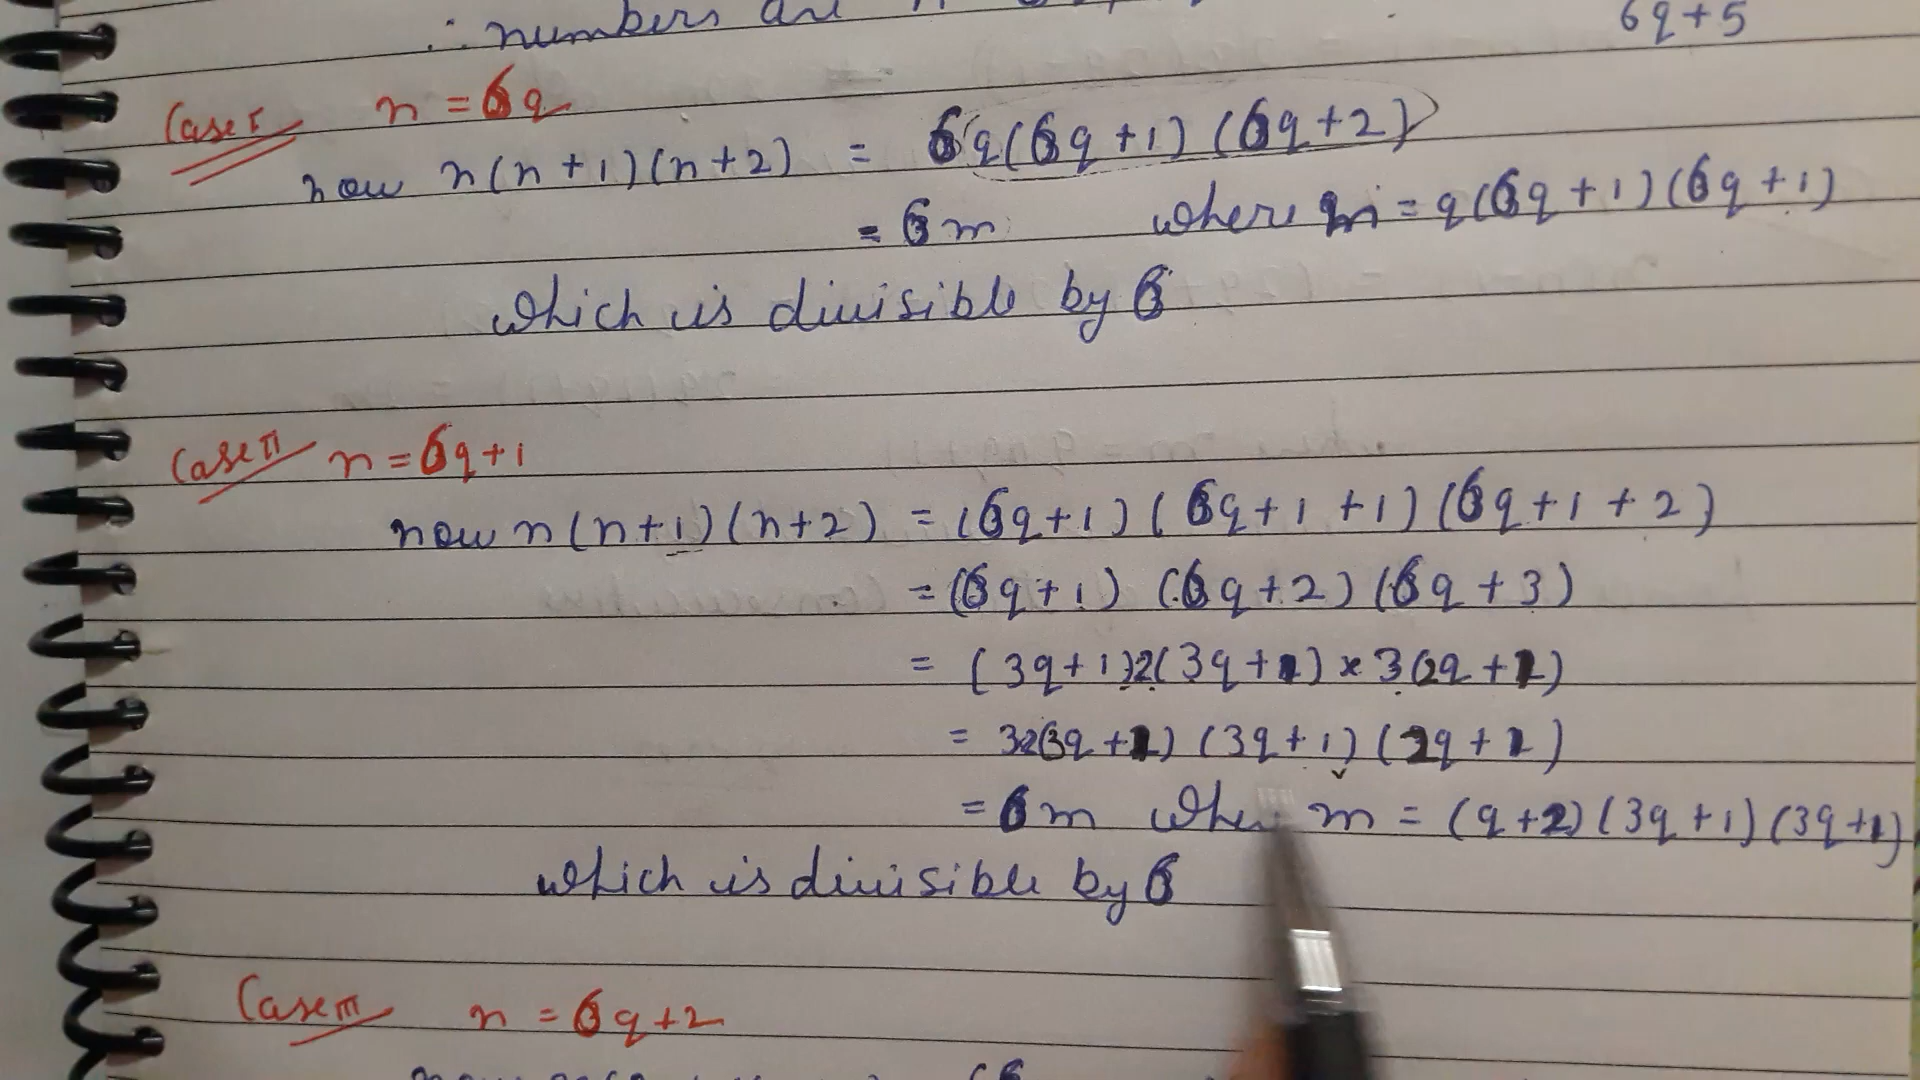 ∴ numbers are
6q+5
Case I n = 6q
now n(n+1)(n+2) = 6q(6q+1)(6q+2)
= 6m where m = q(6q+1)(6q+1)
which is divisible by 6
Case II n = 6q+1
now n(n+1)(n+2) = (6q+1)(6q+1+1)(6q+1+2)
= (6q+1)(6q+2)(6q+3)
= (3q+1)2(3q+1)×3(2q+1)
= 32(3q+1)(3q+1)(2q+1)
= 6m when m = (q+2)(3q+1)(3q+1)
which is divisible by 6
Case III n = 6q+2